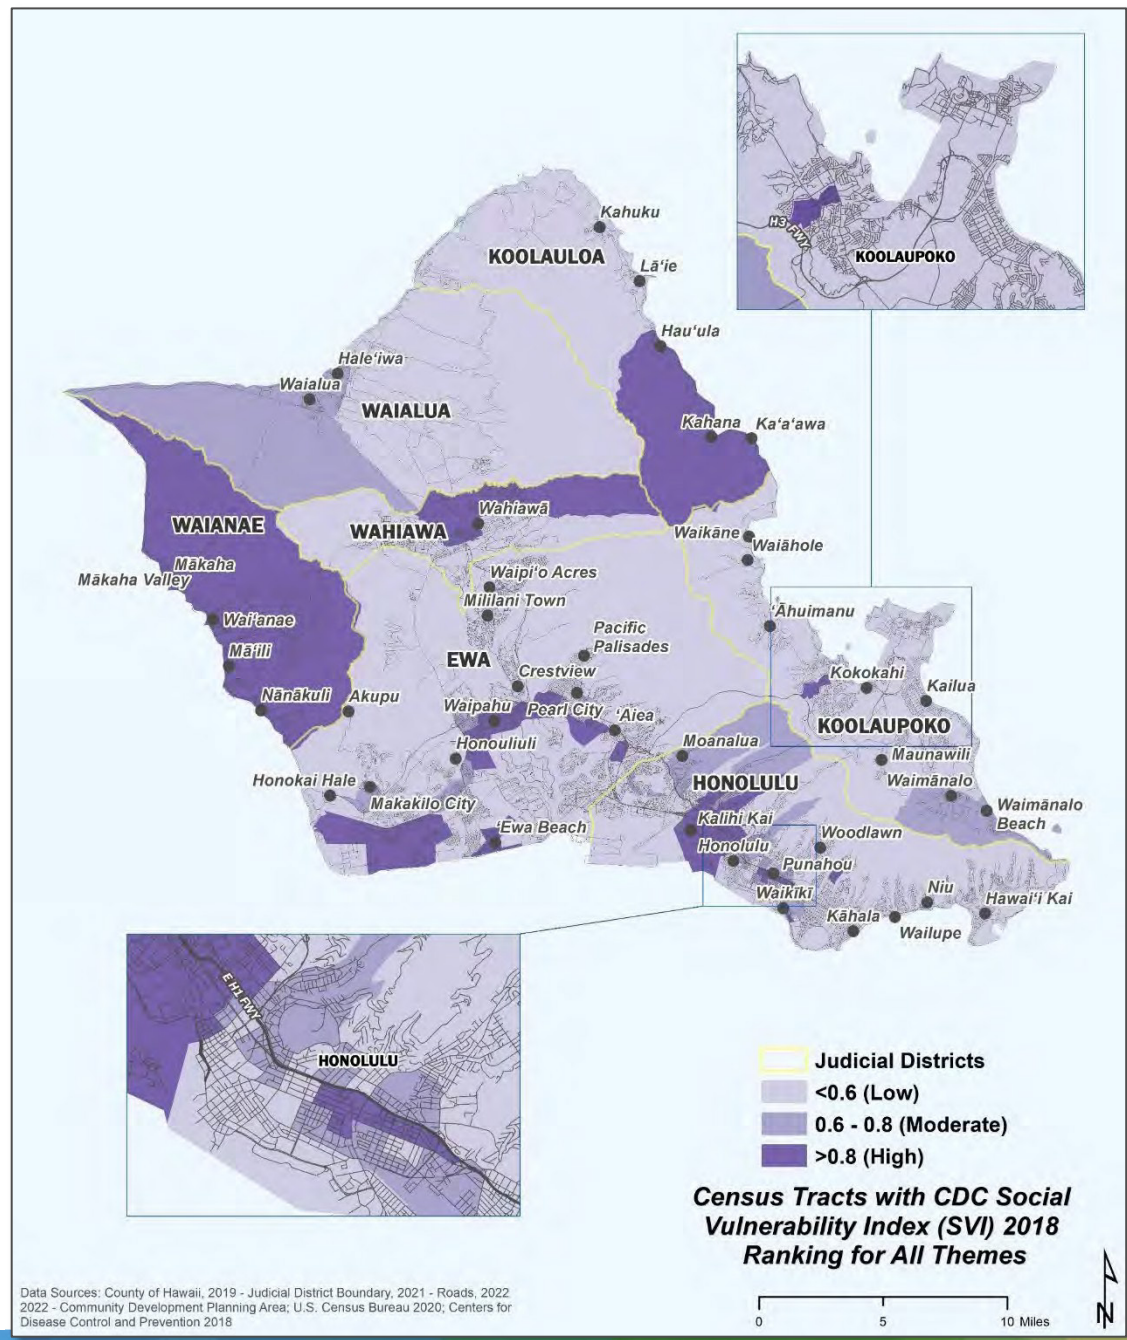 H3 FWY
KOOLAUPOKO
Kahuku
KOOLAULOA
Lā‘ie
Hau‘ula
Hale‘iwa
Waialua
WAIALUA
Kahana
Ka‘a‘awa
Wahiawā
WAIANAE
WAHIAWA
Waikāne
Waiāhole
Mākaha
Mākaha Valley
Waipi‘o Acres
Mililani Town
Wai‘anae
‘Āhuimanu
Pacific
Palisades
Mā‘ili
EWA
Crestview
Kokokahi
Kailua
Nānākuli
Akupu
Waipahu
Pearl City
‘Aiea
KOOLAUPOKO
Honouliuli
Moanalua
Maunawili
Honokai Hale
HONOLULU
Waimānalo
Makakilo City
Waimānalo
Beach
Kalihi Kai
‘Ewa Beach
Woodlawn
Honolulu
Punahou
Waikīkī
Niu
Hawai‘i Kai
Kāhala
Wailupe
E H1 FWY
HONOLULU
Judicial Districts
<0.6 (Low)
0.6 - 0.8 (Moderate)
>0.8 (High)
Census Tracts with CDC Social
Vulnerability Index (SVI) 2018
Ranking for All Themes
Data Sources: County of Hawaii, 2019 - Judicial District Boundary, 2021 - Roads, 2022
2022 - Community Development Planning Area; U.S. Census Bureau 2020; Centers for
Disease Control and Prevention 2018
0 5 10 Miles
N